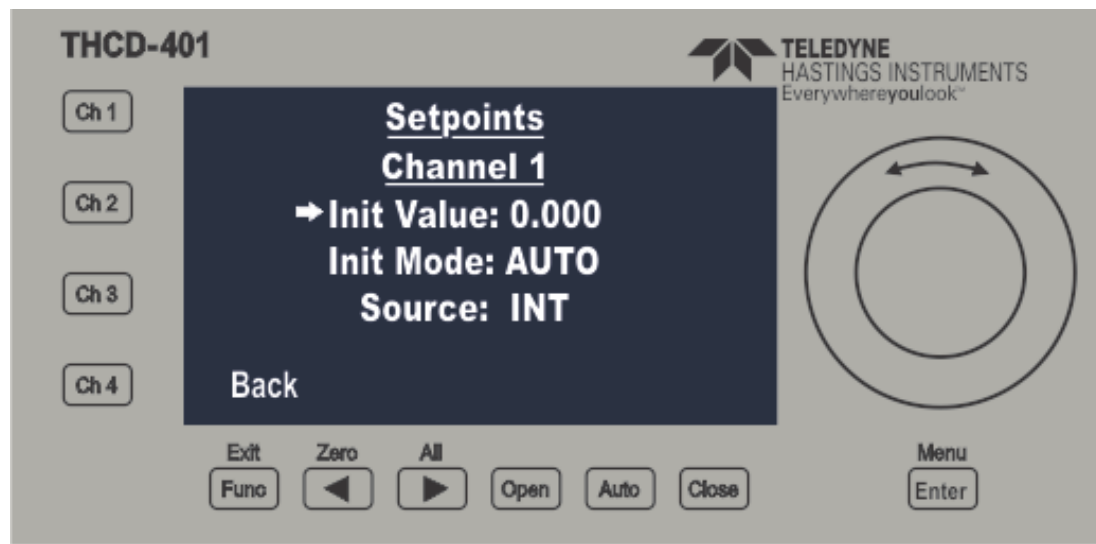 THCD-401
TELEDYNE
HASTINGS INSTRUMENTS
Everywhereyoulook™
Ch 1
Ch 2
Ch 3
Ch 4
Setpoints
Channel 1
Init Value: 0.000
Init Mode: AUTO
Source: INT
Back
Exit Zero All Menu
Func Open Auto Close Enter